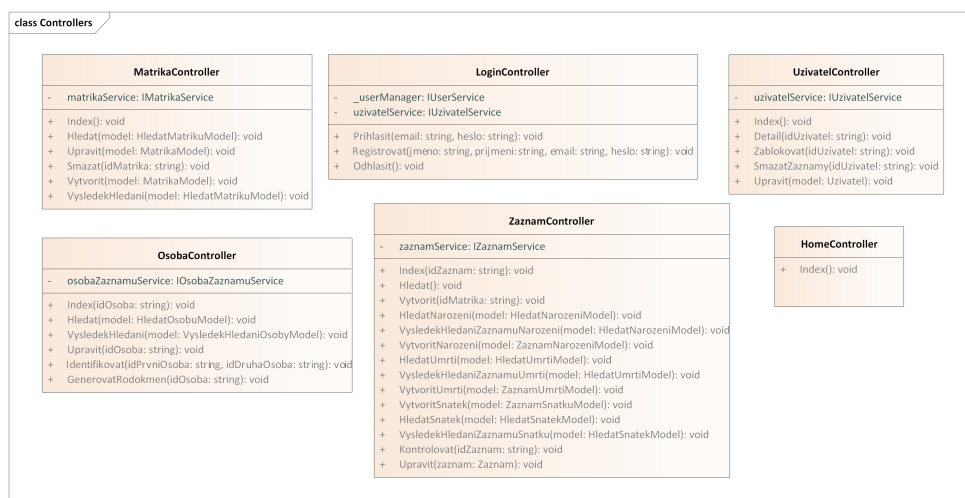 class Controllers
MatrikaController
- matrikaService: IMatrikaService
+ Index(): void
+ Hledat(model: HledatMatrikuModel): void
+ Upravit(model: MatrikaModel): void
+ Smazat(idMatrika: string): void
+ Vytvorit(model: MatrikaModel): void
+ VysledekHledani(model: HledatMatrikuModel): void
LoginController
- _userManager: IUserService
- uzivatelService: IUzivatelService
+ Prihlasit(email: string, heslo: string): void
+ Registrovat(jmeno: string, prijmeni: string, email: string, heslo: string): void
+ Odhlasit(): void
UzivatelController
- uzivatelService: IUzivatelService
+ Index(): void
+ Detail(idUzivatel: string): void
+ Zablokovat(idUzivatel: string): void
+ SmazatZaznamy(idUzivatel: string): void
+ Upravit(model: Uzivatel): void
OsobaController
- osobaZaznamuService: IOsobaZaznamuService
+ Index(idOsoba: string): void
+ Hledat(model: HledatOsobuModel): void
+ VysledekHledani(model: VysledekHledaniOsobyModel): void
+ Upravit(idOsoba: string): void
+ Identifikovat(idPrvniOsoba: string, idDruhaOsoba: string): void
+ GenerovatRodokmen(idOsoba: string): void
ZaznamController
- zaznamService: IZaznamService
+ Index(idZaznam: string): void
+ Hledat(): void
+ Vytvorit(idMatrika: string): void
+ HledatNarozeni(model: HledatNarozeniModel): void
+ VysledekHledaniZaznamuNarozeni(model: HledatNarozeniModel): void
+ VytvoritNarozeni(model: ZaznamNarozeniModel): void
+ HledatUmrti(model: HledatUmrtiModel): void
+ VysledekHledaniZaznamuUmrti(model: HledatUmrtiModel): void
+ VytvoritUmrti(model: ZaznamUmrtiModel): void
+ VytvoritSnatek(model: ZaznamSnatkuModel): void
+ HledatSnatek(model: HledatSnatekModel): void
+ VysledekHledaniZaznamuSnatku(model: HledatSnatekModel): void
+ Kontrolovat(idZaznam: string): void
+ Upravit(zaznam: Zaznam): void
HomeController
+ Index(): void